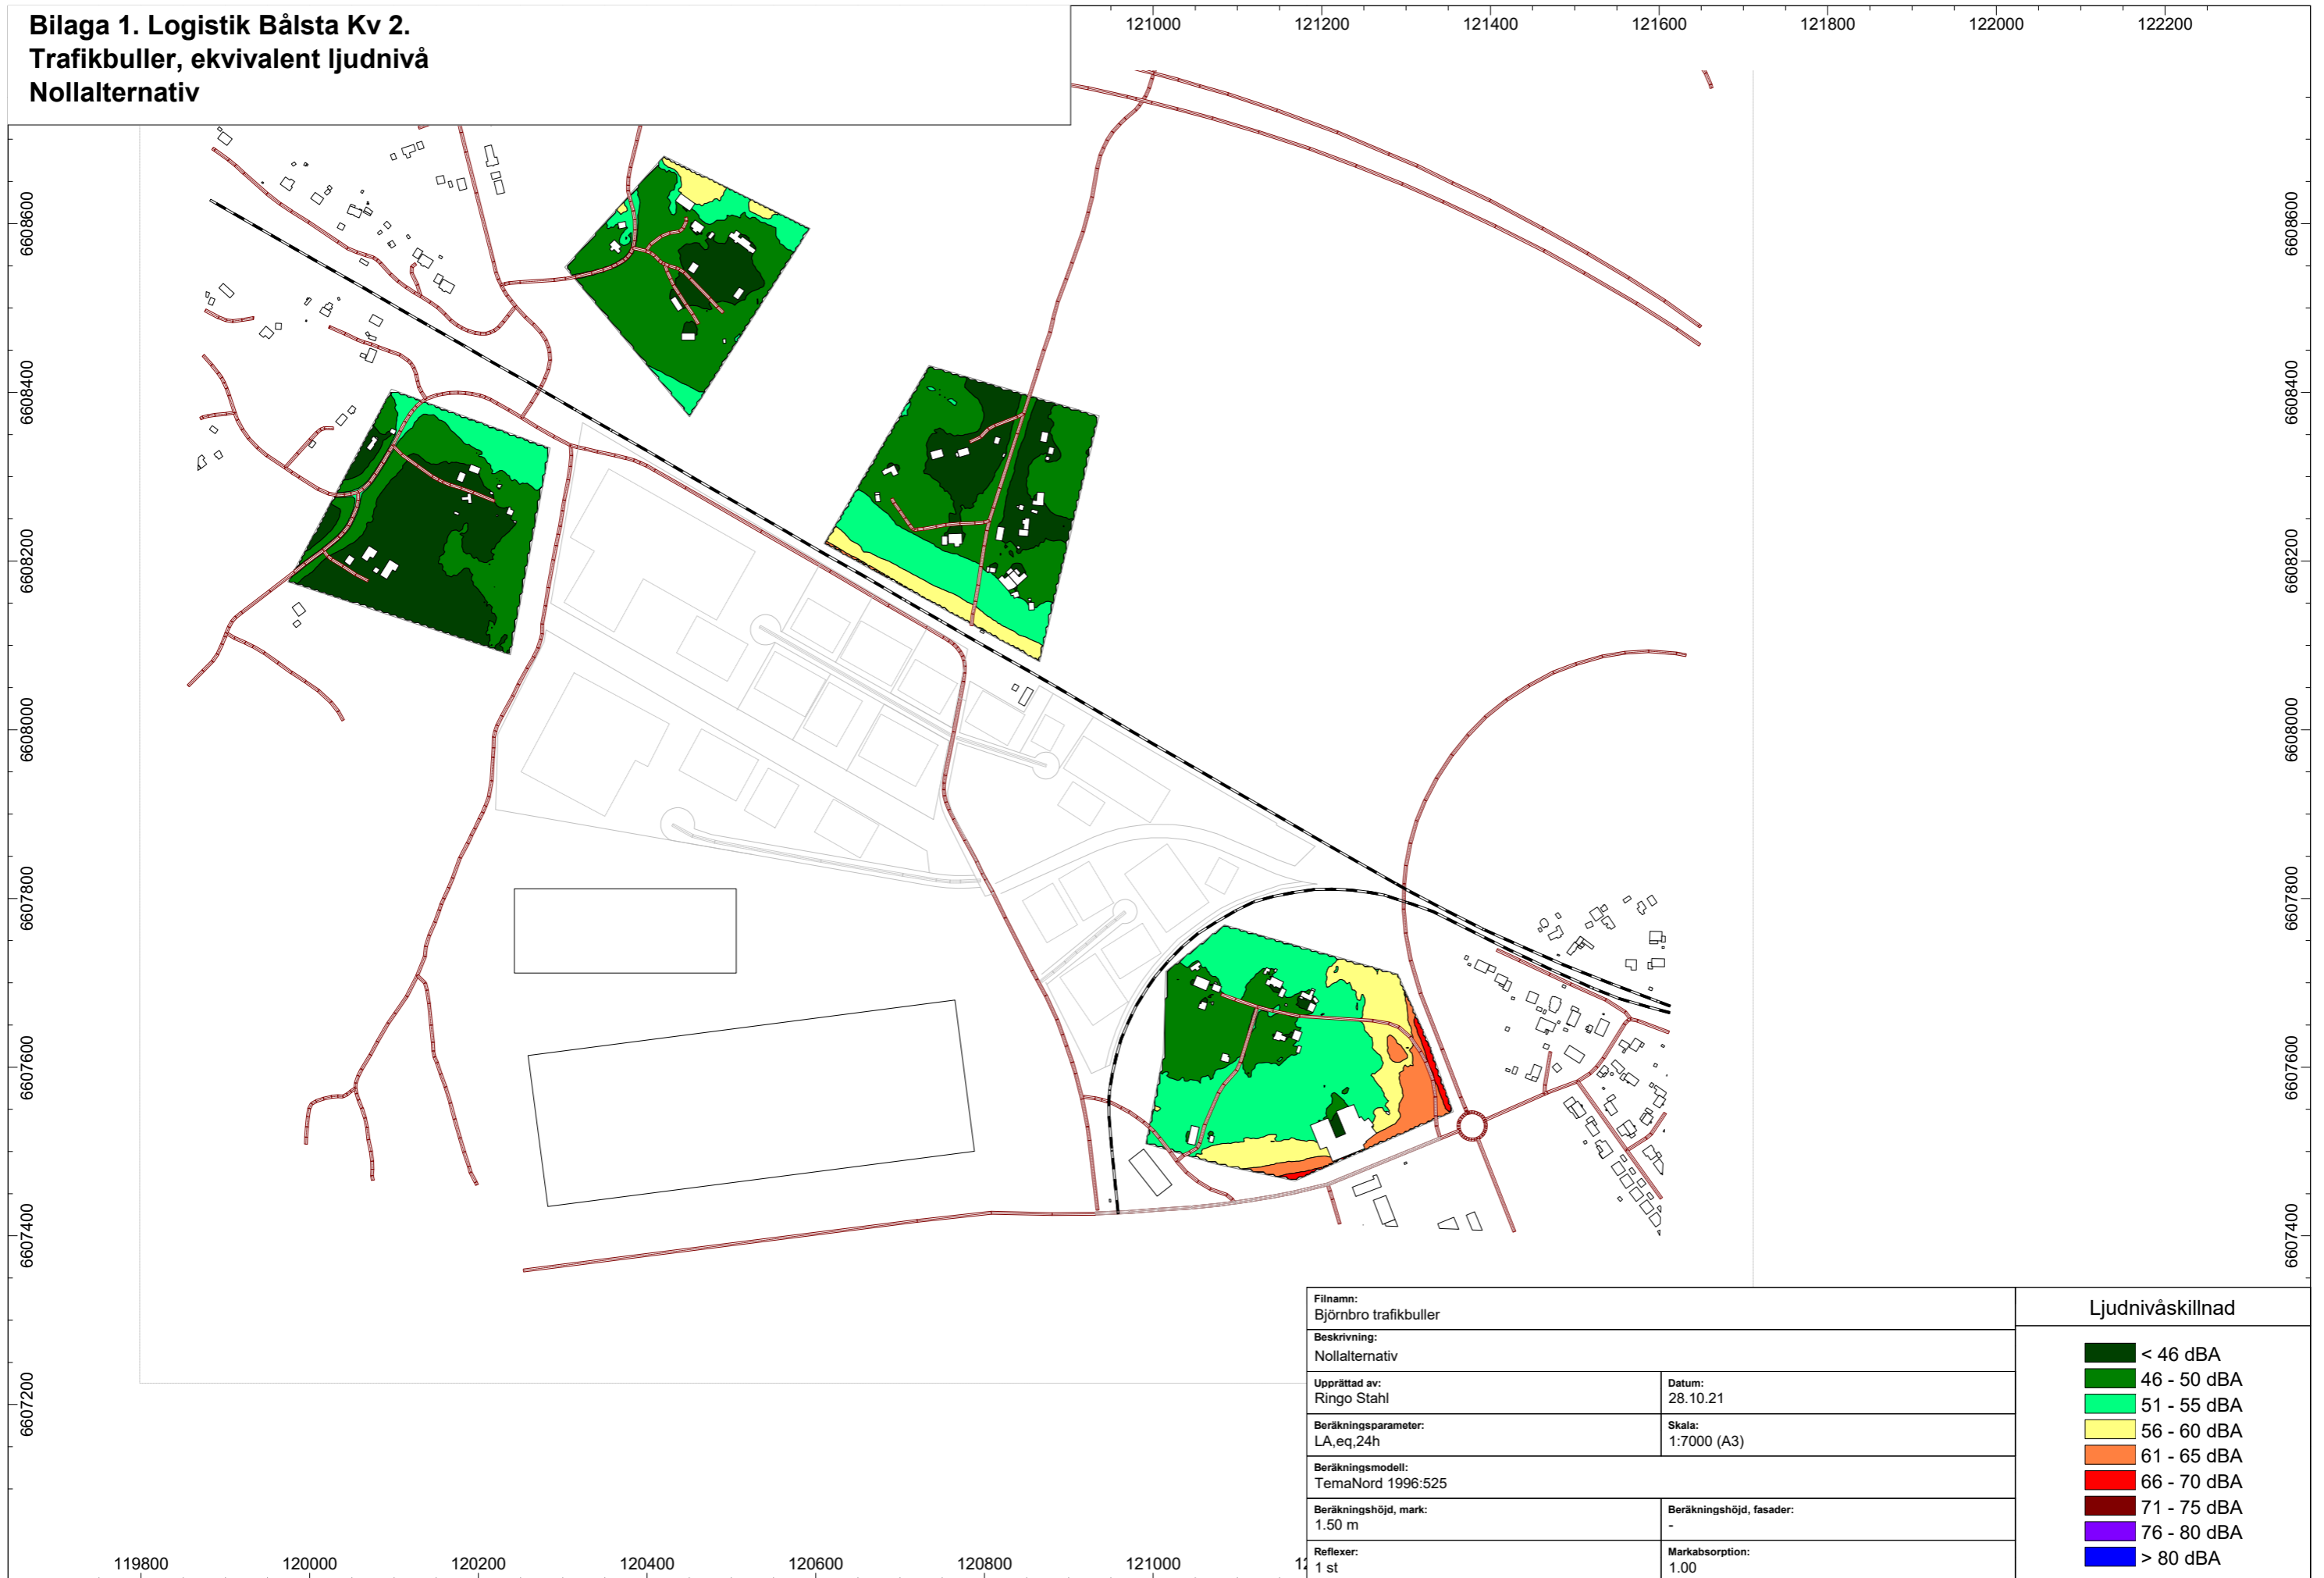 Bilaga 1. Logistik Bålsta Kv 2.
Trafikbuller, ekvivalent ljudnivå
Nollalternativ
121000 121200 121400 121600 121800 122000 122200
6608600
6608400
6608200
6608000
6607800
6607600
6607400
6607200
6608600
6608400
6608200
6608000
6607800
6607600
6607400
119800 120000 120200 120400 120600 120800 121000
Filnamn:
Björnbro trafikbuller
Beskrivning:
Nollalternativ
Upprättad av:
Ringo Stahl
Datum:
28.10.21
Beräkningsparameter:
LA,eq,24h
Skala:
1:7000 (A3)
Beräkningsmodell:
TemaNord 1996:525
Beräkningshöjd, mark:
1.50 m
Beräkningshöjd, fasader:
-
Reflexer:
1 st
Markabsorption:
1.00
Ljudnivåskillnad
< 46 dBA
46 - 50 dBA
51 - 55 dBA
56 - 60 dBA
61 - 65 dBA
66 - 70 dBA
71 - 75 dBA
76 - 80 dBA
> 80 dBA